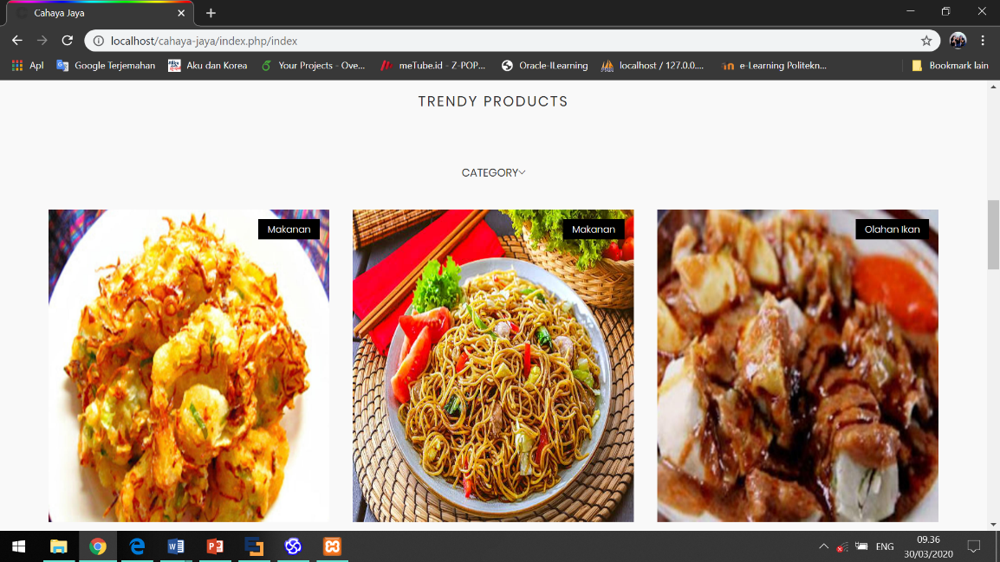 Cahaya Jaya
localhost/cahaya-jaya/index.php/index
Apl Google Terjemahan Aku dan Korea Your Projects - Ove... meTube.id - Z-POP... Oracle-ILearning localhost / 127.0.0.... e-Learning Politekn... Bookmark lain
TRENDY PRODUCTS
CATEGORY
Makanan
Makanan
Olahan Ikan
ENG
09.36
30/03/2020